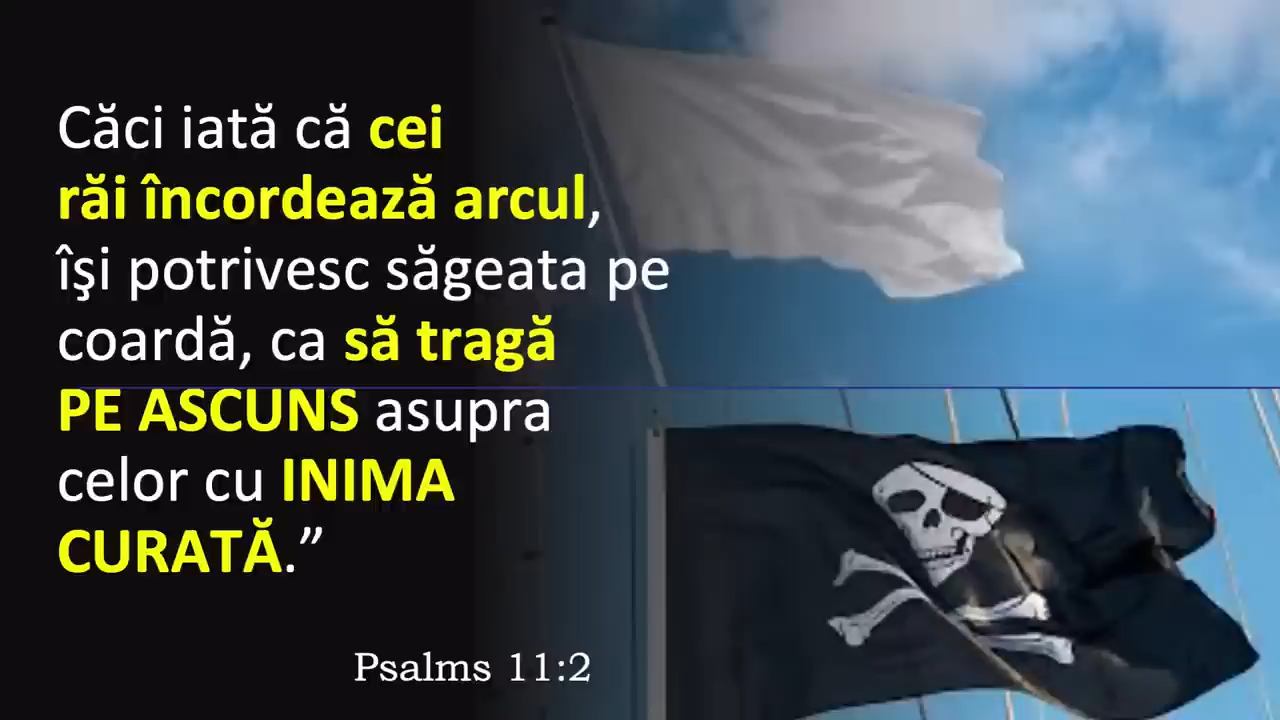 Căci iată că cei
răi încordează arcul,
îşi potrivesc săgeata pe
coardă, ca să tragă
PE ASCUNS asupra
celor cu INIMA
CURATĂ.”
Psalms 11:2